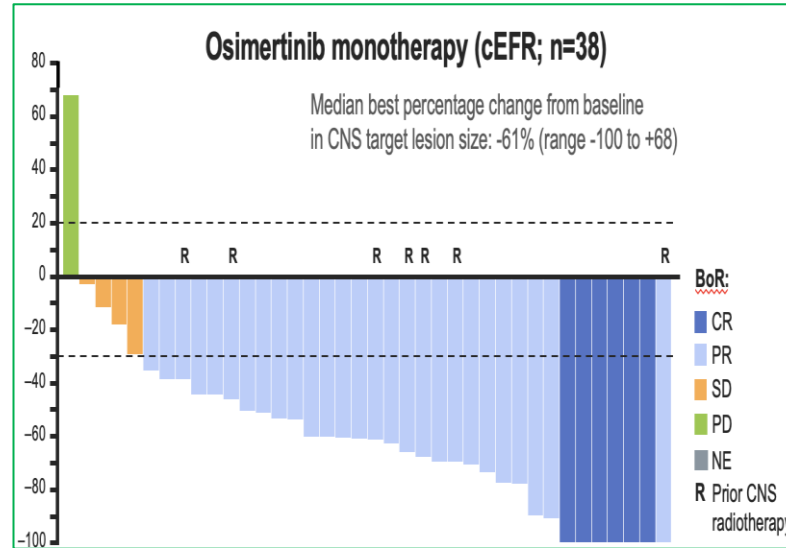 Osimertinib monotherapy (cEFR; n=38)
Median best percentage change from baseline
in CNS target lesion size: -61% (range -100 to +68)
80
60
40
20
0
–20
–40
–60
–80
–100
R R R R R R R
BoR:
CR
PR
SD
PD
NE
R Prior CNS
radiotherapy